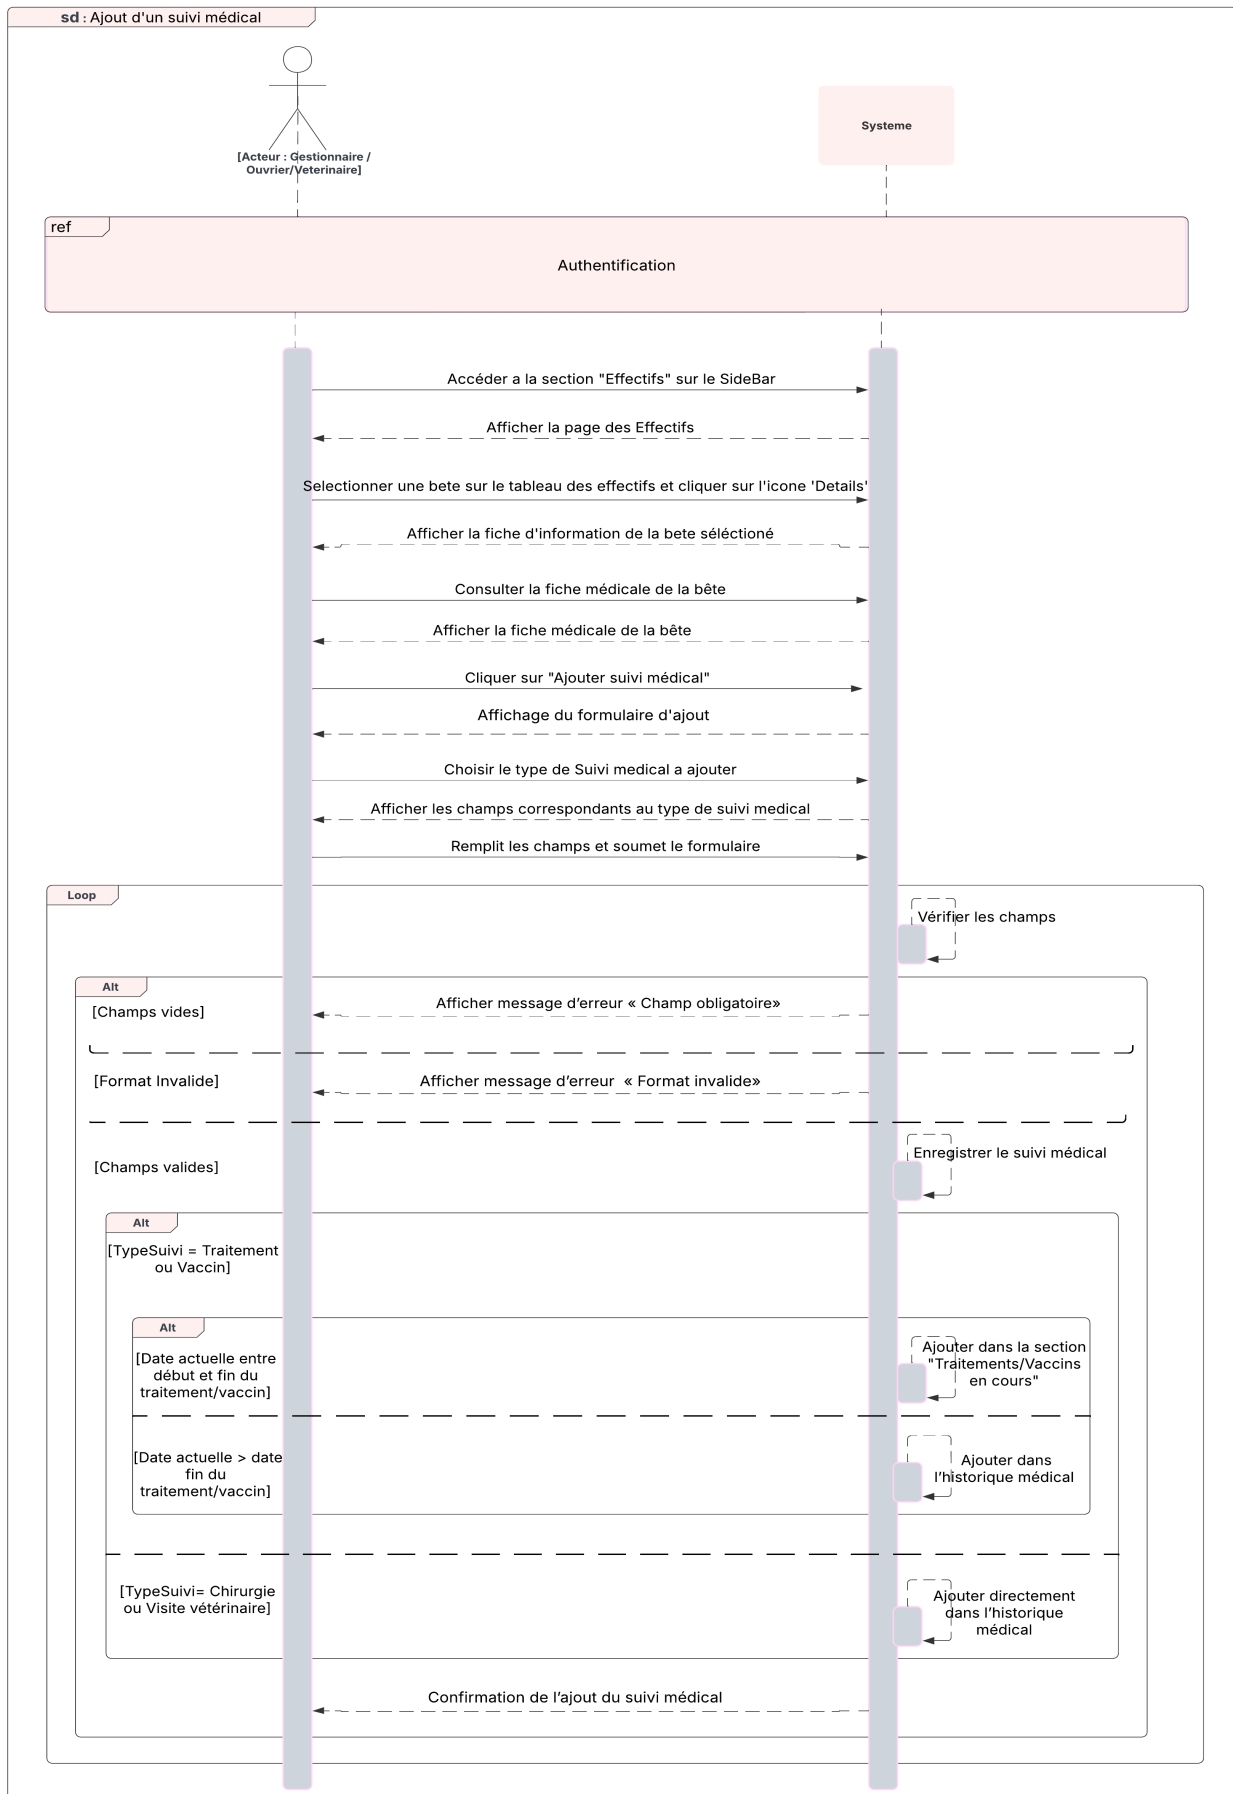 sd : Ajout d'un suivi médical
[Acteur : Gestionnaire /
Ouvrier/Veterinaire]
Systeme
ref
Authentification
Accéder a la section "Effectifs" sur le SideBar
Afficher la page des Effectifs
Selectionner une bete sur le tableau des effectifs et cliquer sur l'icone 'Details'
Afficher la fiche d'information de la bete séléctioné
Consulter la fiche médicale de la bête
Afficher la fiche médicale de la bête
Cliquer sur "Ajouter suivi médical"
Affichage du formulaire d'ajout
Choisir le type de Suivi medical a ajouter
Afficher les champs correspondants au type de suivi medical
Remplit les champs et soumet le formulaire
Loop
Vérifier les champs
Alt
[Champs vides]
Afficher message d’erreur « Champ obligatoire»
[Format Invalide]
Afficher message d’erreur  « Format invalide»
Enregistrer le suivi médical
[Champs valides]
Alt
[TypeSuivi = Traitement
ou Vaccin]
Alt
[Date actuelle entre
début et fin du
traitement/vaccin]
Ajouter dans la section
"Traitements/Vaccins
en cours"
[Date actuelle > date
fin du
traitement/vaccin]
Ajouter dans
l’historique médical
[TypeSuivi= Chirurgie
ou Visite vétérinaire]
Ajouter directement
dans l’historique
médical
Confirmation de l’ajout du suivi médical